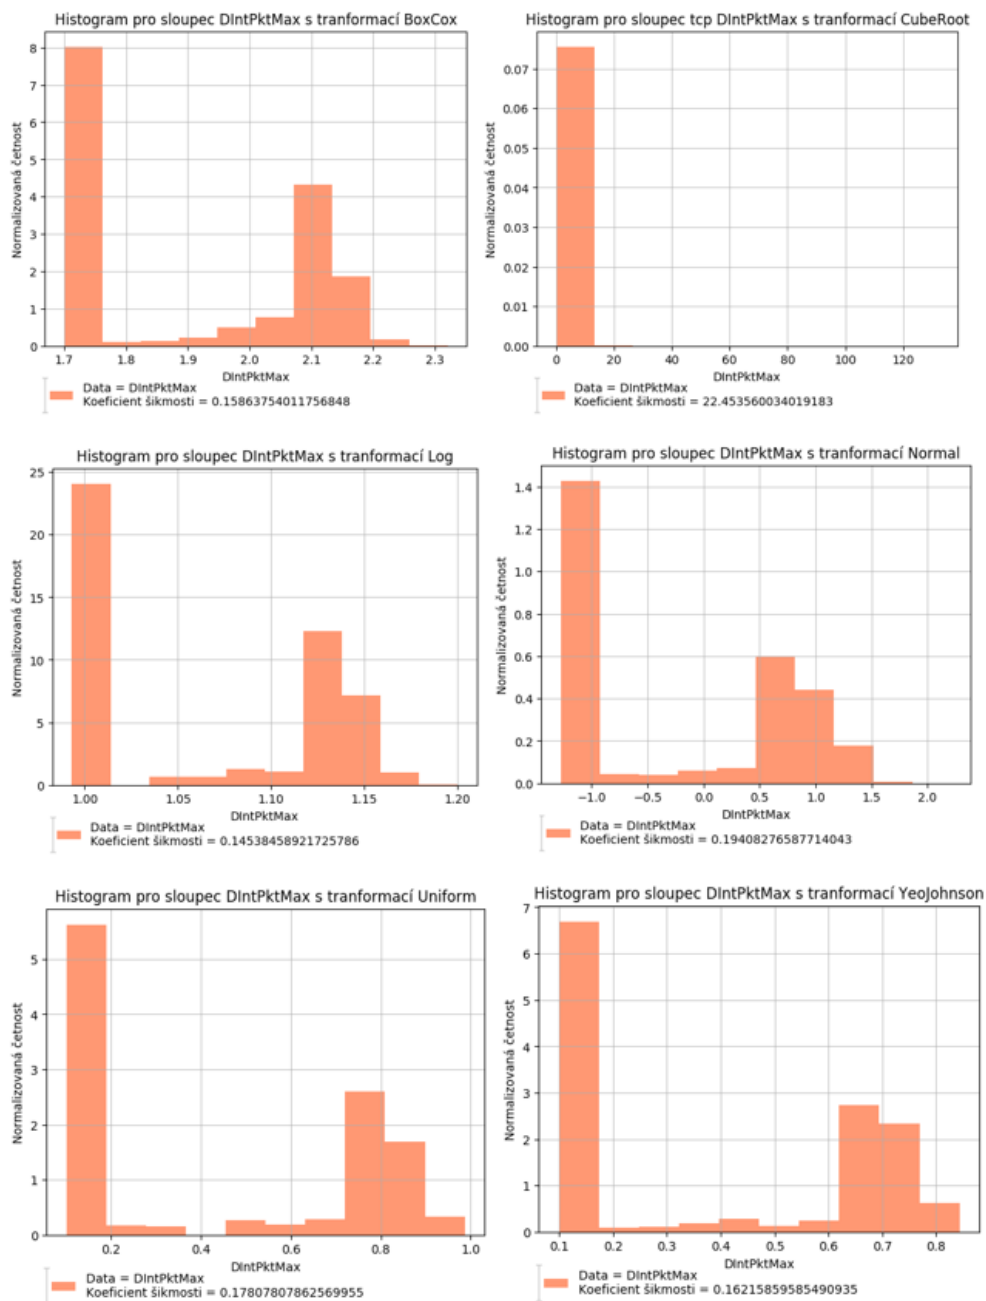 Histogram pro sloupec DIntPktMax s tranformací BoxCox
8
7
6
5
4
3
2
1
0
Normalizovaná četnost
1.7 1.8 1.9 2.0 2.1 2.2 2.3
DIntPktMax
Data = DIntPktMax
Koeficient šikmosti = 0.15863754011756848
Histogram pro sloupec tcp DIntPktMax s tranformací CubeRoot
0.07
0.06
0.05
0.04
0.03
0.02
0.01
0.00
Normalizovaná četnost
0 20 40 60 80 100 120
DIntPktMax
Data = DIntPktMax
Koeficient šikmosti = 22.453560034019183
Histogram pro sloupec DIntPktMax s tranformací Log
25
20
15
10
5
0
Normalizovaná četnost
1.00 1.05 1.10 1.15 1.20
DIntPktMax
Data = DIntPktMax
Koeficient šikmosti = 0.14538458921725786
Histogram pro sloupec DIntPktMax s tranformací Normal
1.4
1.2
1.0
0.8
0.6
0.4
0.2
0.0
Normalizovaná četnost
−1.0 −0.5 0.0 0.5 1.0 1.5 2.0
DIntPktMax
Data = DIntPktMax
Koeficient šikmosti = 0.19408276587714043
Histogram pro sloupec DIntPktMax s tranformací Uniform
5
4
3
2
1
0
Normalizovaná četnost
0.2 0.4 0.6 0.8 1.0
DIntPktMax
Data = DIntPktMax
Koeficient šikmosti = 0.17807807862569955
Histogram pro sloupec DIntPktMax s tranformací YeoJohnson
7
6
5
4
3
2
1
0
Normalizovaná četnost
0.1 0.2 0.3 0.4 0.5 0.6 0.7 0.8
DIntPktMax
Data = DIntPktMax
Koeficient šikmosti = 0.16215859585490935